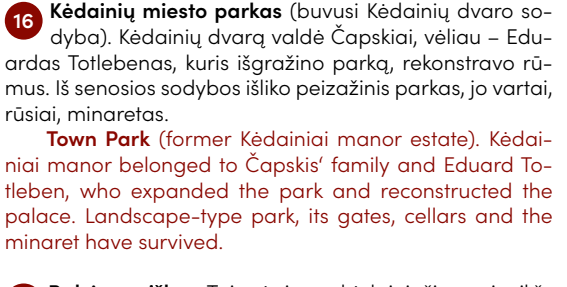 16 Kėdainių miesto parkas (buvusi Kėdainių dvaro so-
dyba). Kėdainių dvarą valdė Čapskiai, vėliau – Edu-
ardas Totlebenas, kuris išgražino parką, rekonstravo rū-
mus. Iš senosios sodybos išliko peizažinis parkas, jo vartai,
rūsiai, minaretas.
Town Park (former Kėdainiai manor estate). Kėdai-
niai manor belonged to Čapskis‘ family and Eduard To-
tleben, who expanded the park and reconstructed the
palace. Landscape-type park, its gates, cellars and the
minaret have survived.